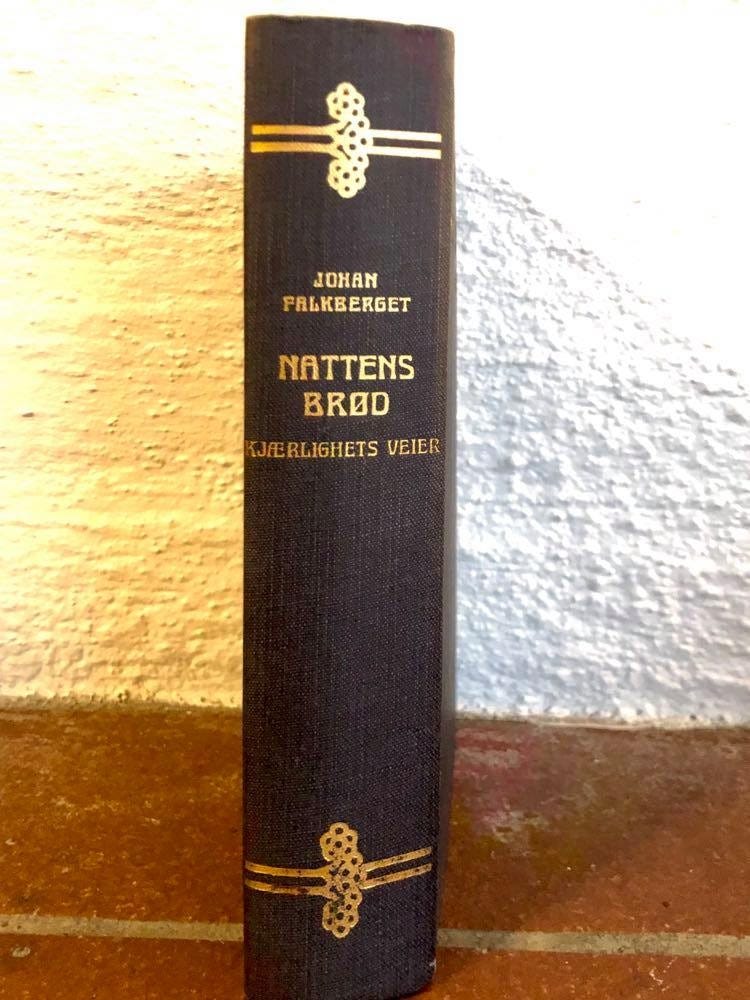 JOHAN
FALKBERGET
NATTENS
BRØD
KJÆRLIGHETS VEIER